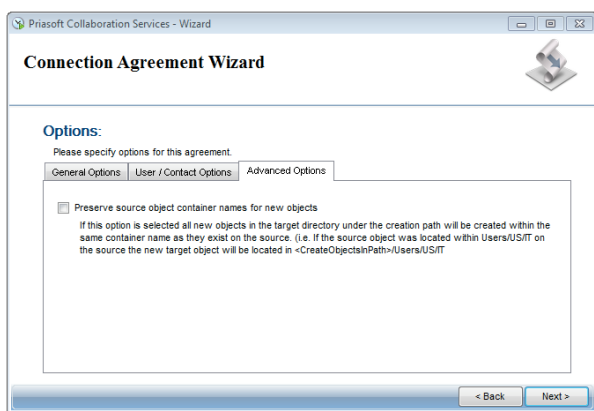 Priasoft Collaboration Services - Wizard
Connection Agreement Wizard
Options:
Please specify options for this agreement.
General Options
User / Contact Options
Advanced Options
Preserve source object container names for new objects
If this option is selected all new objects in the target directory under the creation path will be created within the
same container name as they exist on the source. (i.e. If the source object was located within Users/US/IT on
the source the new target object will be located in <CreateObjectsInPath>/Users/US/IT
< Back
Next >